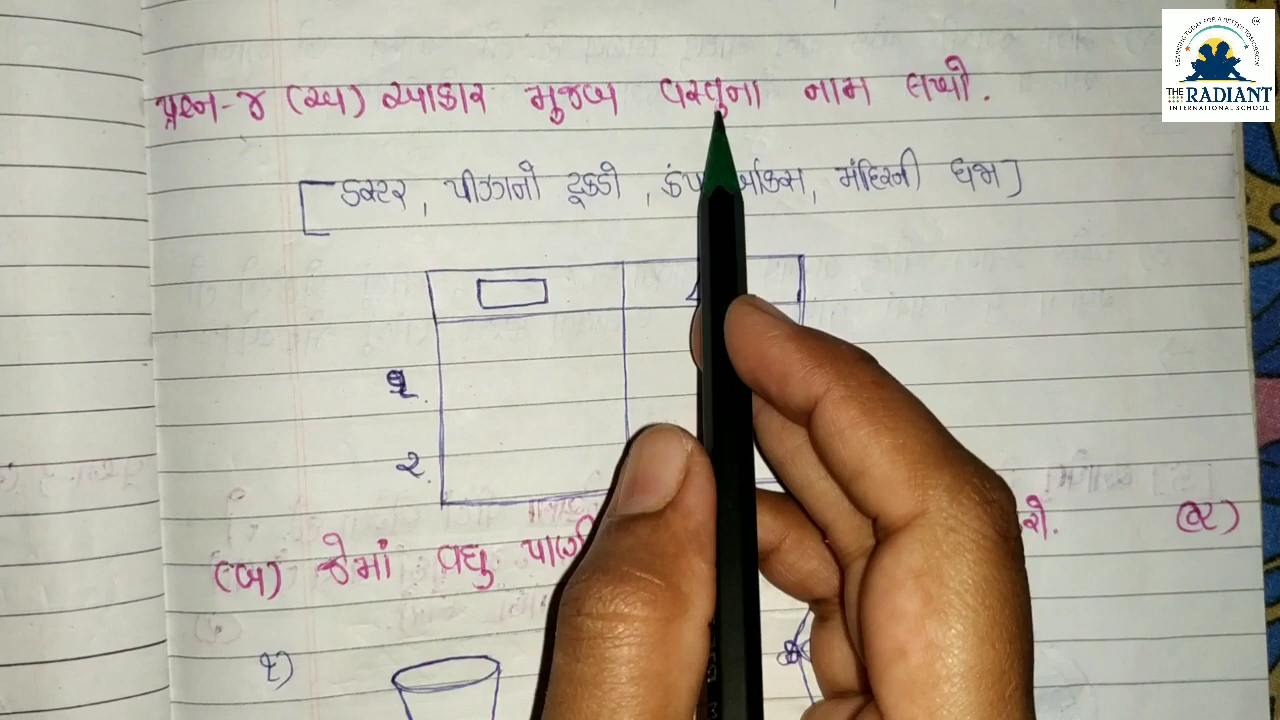 પ્રશ્ન-૪ (અ) આકાર મુજબ વસ્તુના નામ લખો.
[ ડસ્ટર, પીઝાનો ટૂકડો, કંપ બોક્સ, મંદિરની ધજા ]
૧.
૨.
(બ) જેમાં વધુ પાણી શે. (૨)
૧)
THE RADIANT
INTERNATIONAL SCHOOL